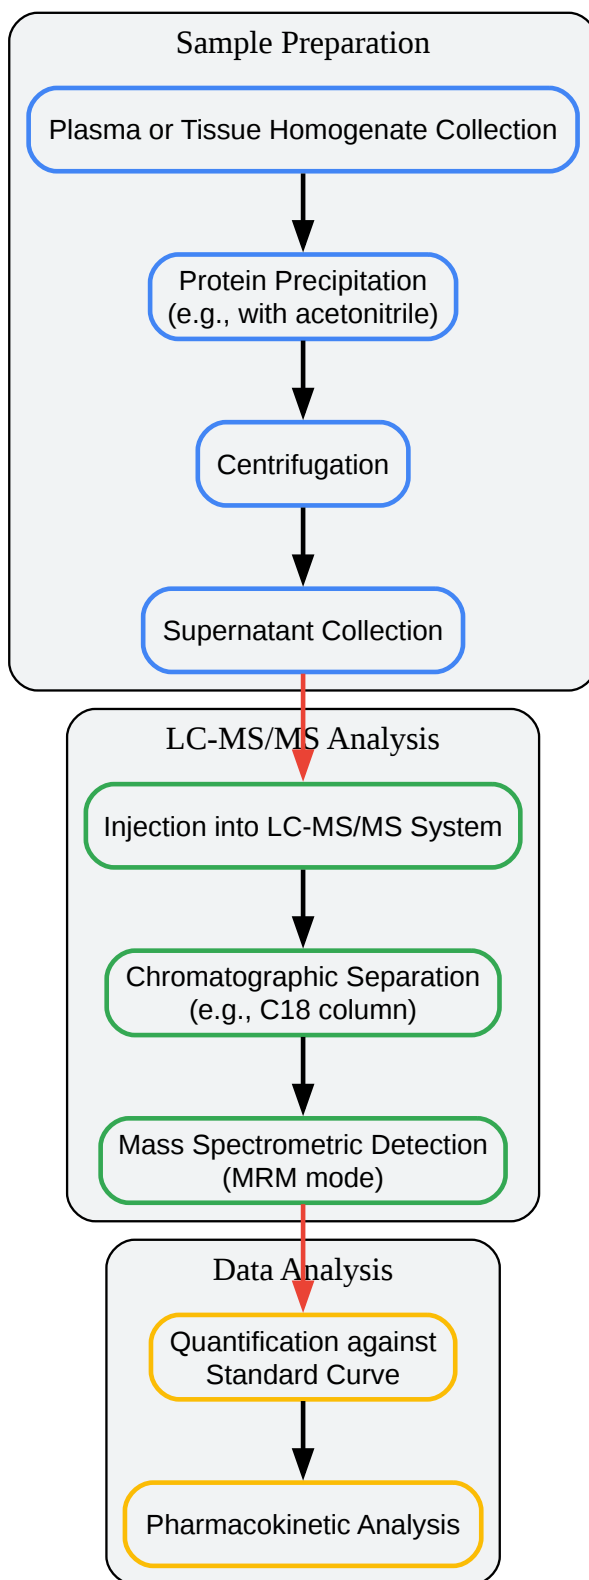 Sample Preparation
Plasma or Tissue Homogenate Collection
Protein Precipitation
(e.g., with acetonitrile)
Centrifugation
Supernatant Collection
LC-MS/MS Analysis
Injection into LC-MS/MS System
Chromatographic Separation
(e.g., C18 column)
Mass Spectrometric Detection
(MRM mode)
Data Analysis
Quantification against
Standard Curve
Pharmacokinetic Analysis